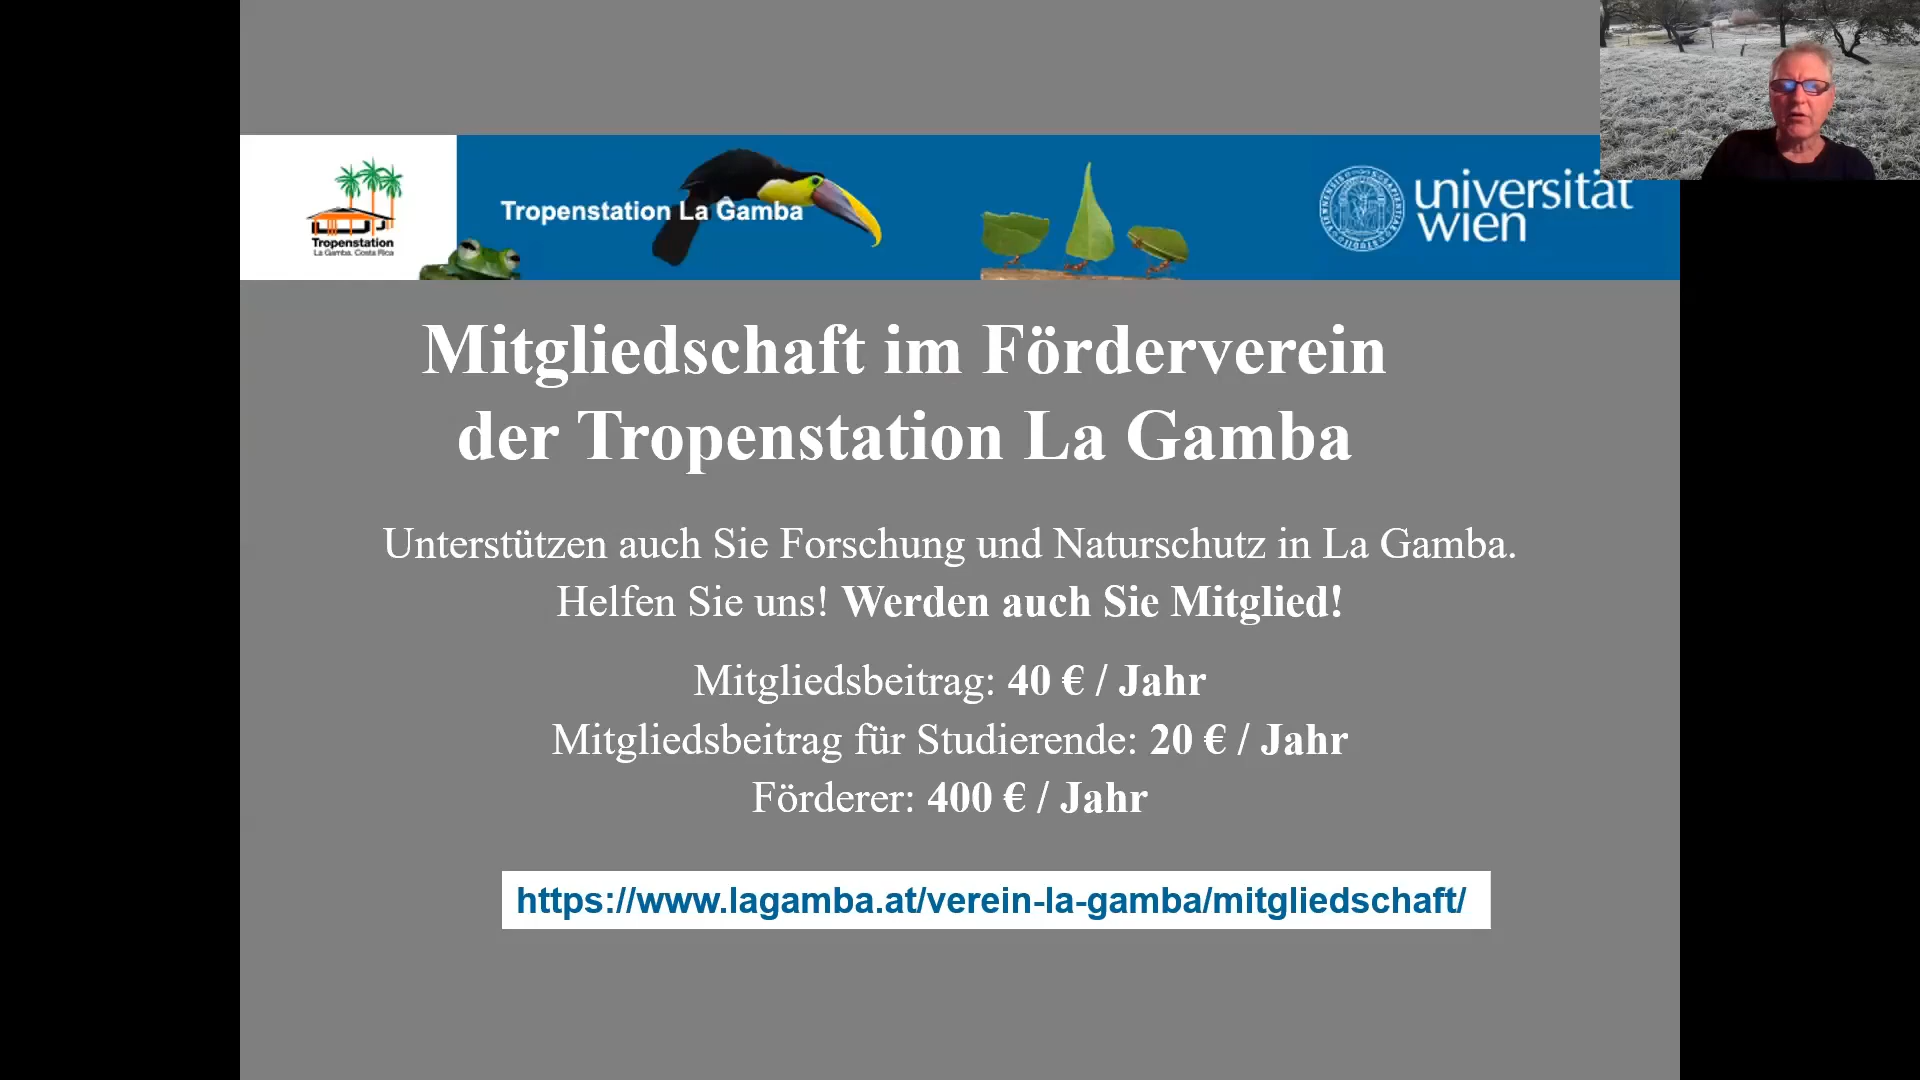 Tropenstation
La Gamba, Costa Rica
Tropenstation La Gamba
universität
wien
Mitgliedschaft im Förderverein
der Tropenstation La Gamba
Unterstützen auch Sie Forschung und Naturschutz in La Gamba.
Helfen Sie uns! Werden auch Sie Mitglied!
Mitgliedsbeitrag: 40 € / Jahr
Mitgliedsbeitrag für Studierende: 20 € / Jahr
Förderer: 400 € / Jahr
https://www.lagamba.at/verein-la-gamba/mitgliedschaft/